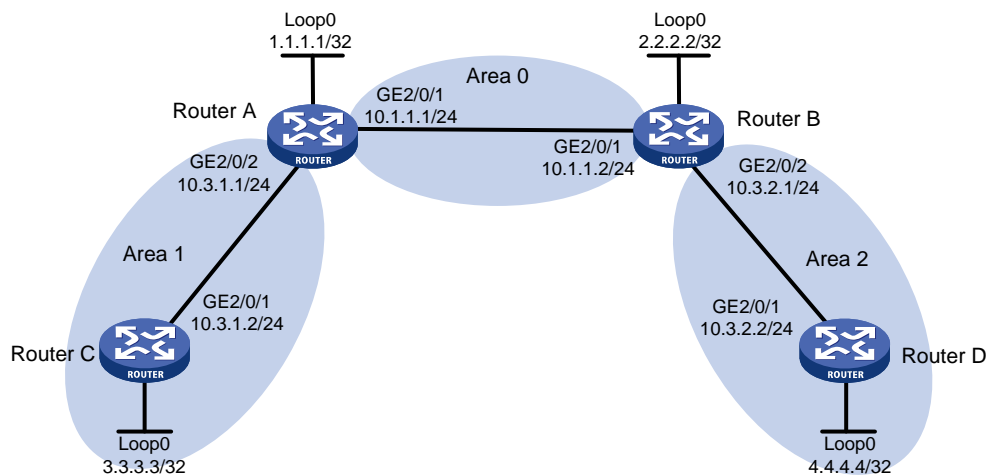 Loop0
1.1.1.1/32
Loop0
2.2.2.2/32
Area 0
Router A
GE2/0/1
10.1.1.1/24
Router B
GE2/0/1
10.1.1.2/24
ROUTER
ROUTER
GE2/0/2
10.3.1.1/24
GE2/0/2
10.3.2.1/24
Area 1
Area 2
GE2/0/1
10.3.1.2/24
GE2/0/1
10.3.2.2/24
Router C
ROUTER
ROUTER
Router D
Loop0
3.3.3.3/32
Loop0
4.4.4.4/32